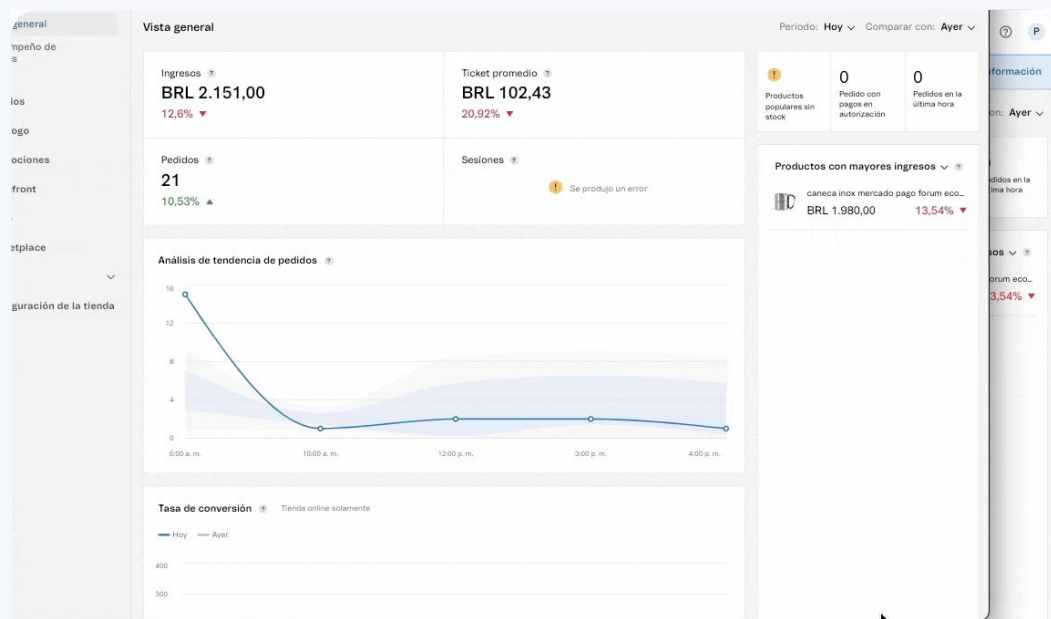 general
Vista general
Periodo: Hoy
Comparar con: Ayer
P
mpeño de
s
los
ogo
ociones
front
etplace
guración de la tienda
Ingresos ?
BRL 2.151,00
12,6% ▼
Ticket promedio ?
BRL 102,43
20,92% ▼
Pedidos ?
21
10,53% ▲
Sesiones ?
! Se produjo un error
!
Productos
populares sin
stock
0
Pedido con
pagos en
autorización
0
Pedidos en la
última hora
Productos con mayores ingresos ?
caneca inox mercado pago forum eco...
BRL 1.980,00
13,54% ▼
Análisis de tendencia de pedidos ?
16
12
8
4
0
8:00 a. m.
10:00 a. m.
12:00 p. m.
3:00 p. m.
4:00 p. m.
Tasa de conversión ?
Tienda online solamente
Hoy
Ayer
400
300
?
nformación
on: Ayer
didos en la
ima hora
sos ?
orum eco...
3,54% ▼